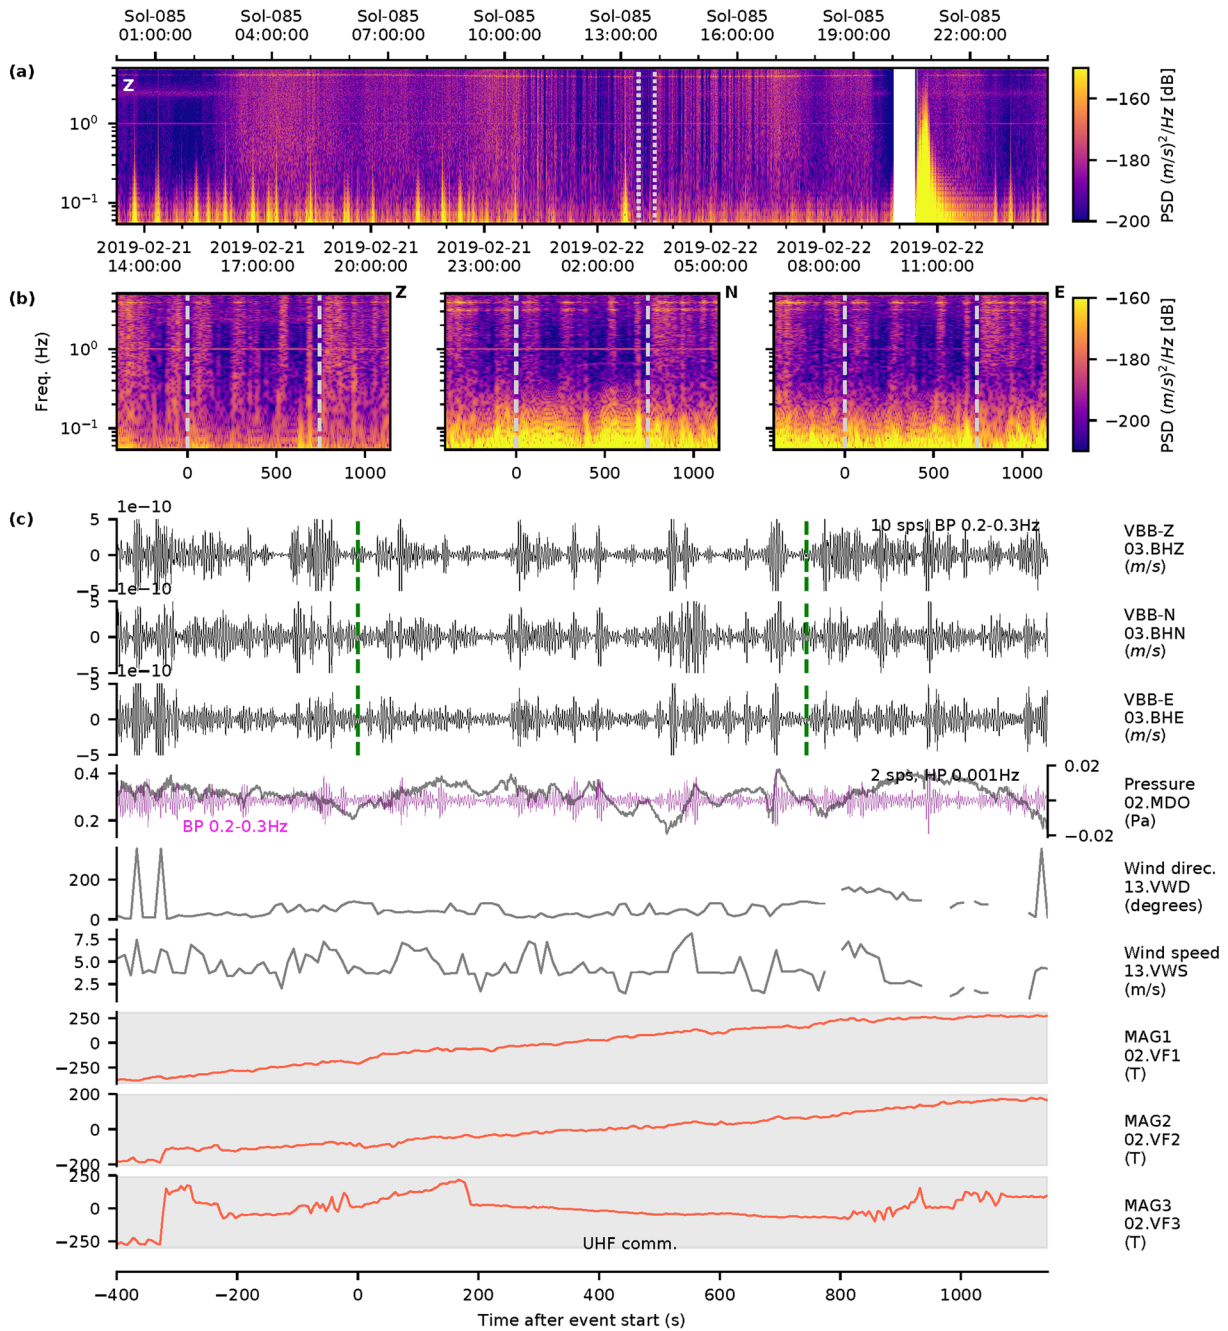 Sol-085 Sol-085 Sol-085 Sol-085 Sol-085 Sol-085 Sol-085 Sol-085
01:00:00 04:00:00 07:00:00 10:00:00 13:00:00 16:00:00 19:00:00 22:00:00
(a)
Z
10⁰
10⁻¹
−160
−180
−200
PSD (m/s)²/Hz [dB]
2019-02-21 2019-02-21 2019-02-21 2019-02-21 2019-02-22 2019-02-22 2019-02-22 2019-02-22
14:00:00 17:00:00 20:00:00 23:00:00 02:00:00 05:00:00 08:00:00 11:00:00
(b)
Z
N
E
Freq. (Hz)
10⁰
10⁻¹
−160
−180
−200
PSD (m/s)²/Hz [dB]
0 500 1000 0 500 1000 0 500 1000
(c)
1e−10
5
0
−5
10 sps, BP 0.2-0.3Hz
VBB-Z
03.BHZ
(m/s)
1e−10
5
0
−5
VBB-N
03.BHN
(m/s)
1e−10
5
0
−5
VBB-E
03.BHE
(m/s)
0.4
0.2
2 sps, HP 0.001Hz
BP 0.2-0.3Hz
0.02
−0.02
Pressure
02.MDO
(Pa)
200
0
Wind direc.
13.VWD
(degrees)
7.5
5.0
2.5
Wind speed
13.VWS
(m/s)
250
0
−250
MAG1
02.VF1
(T)
200
0
−200
MAG2
02.VF2
(T)
250
0
−250
UHF comm.
MAG3
02.VF3
(T)
−400 −200 0 200 400 600 800 1000
Time after event start (s)